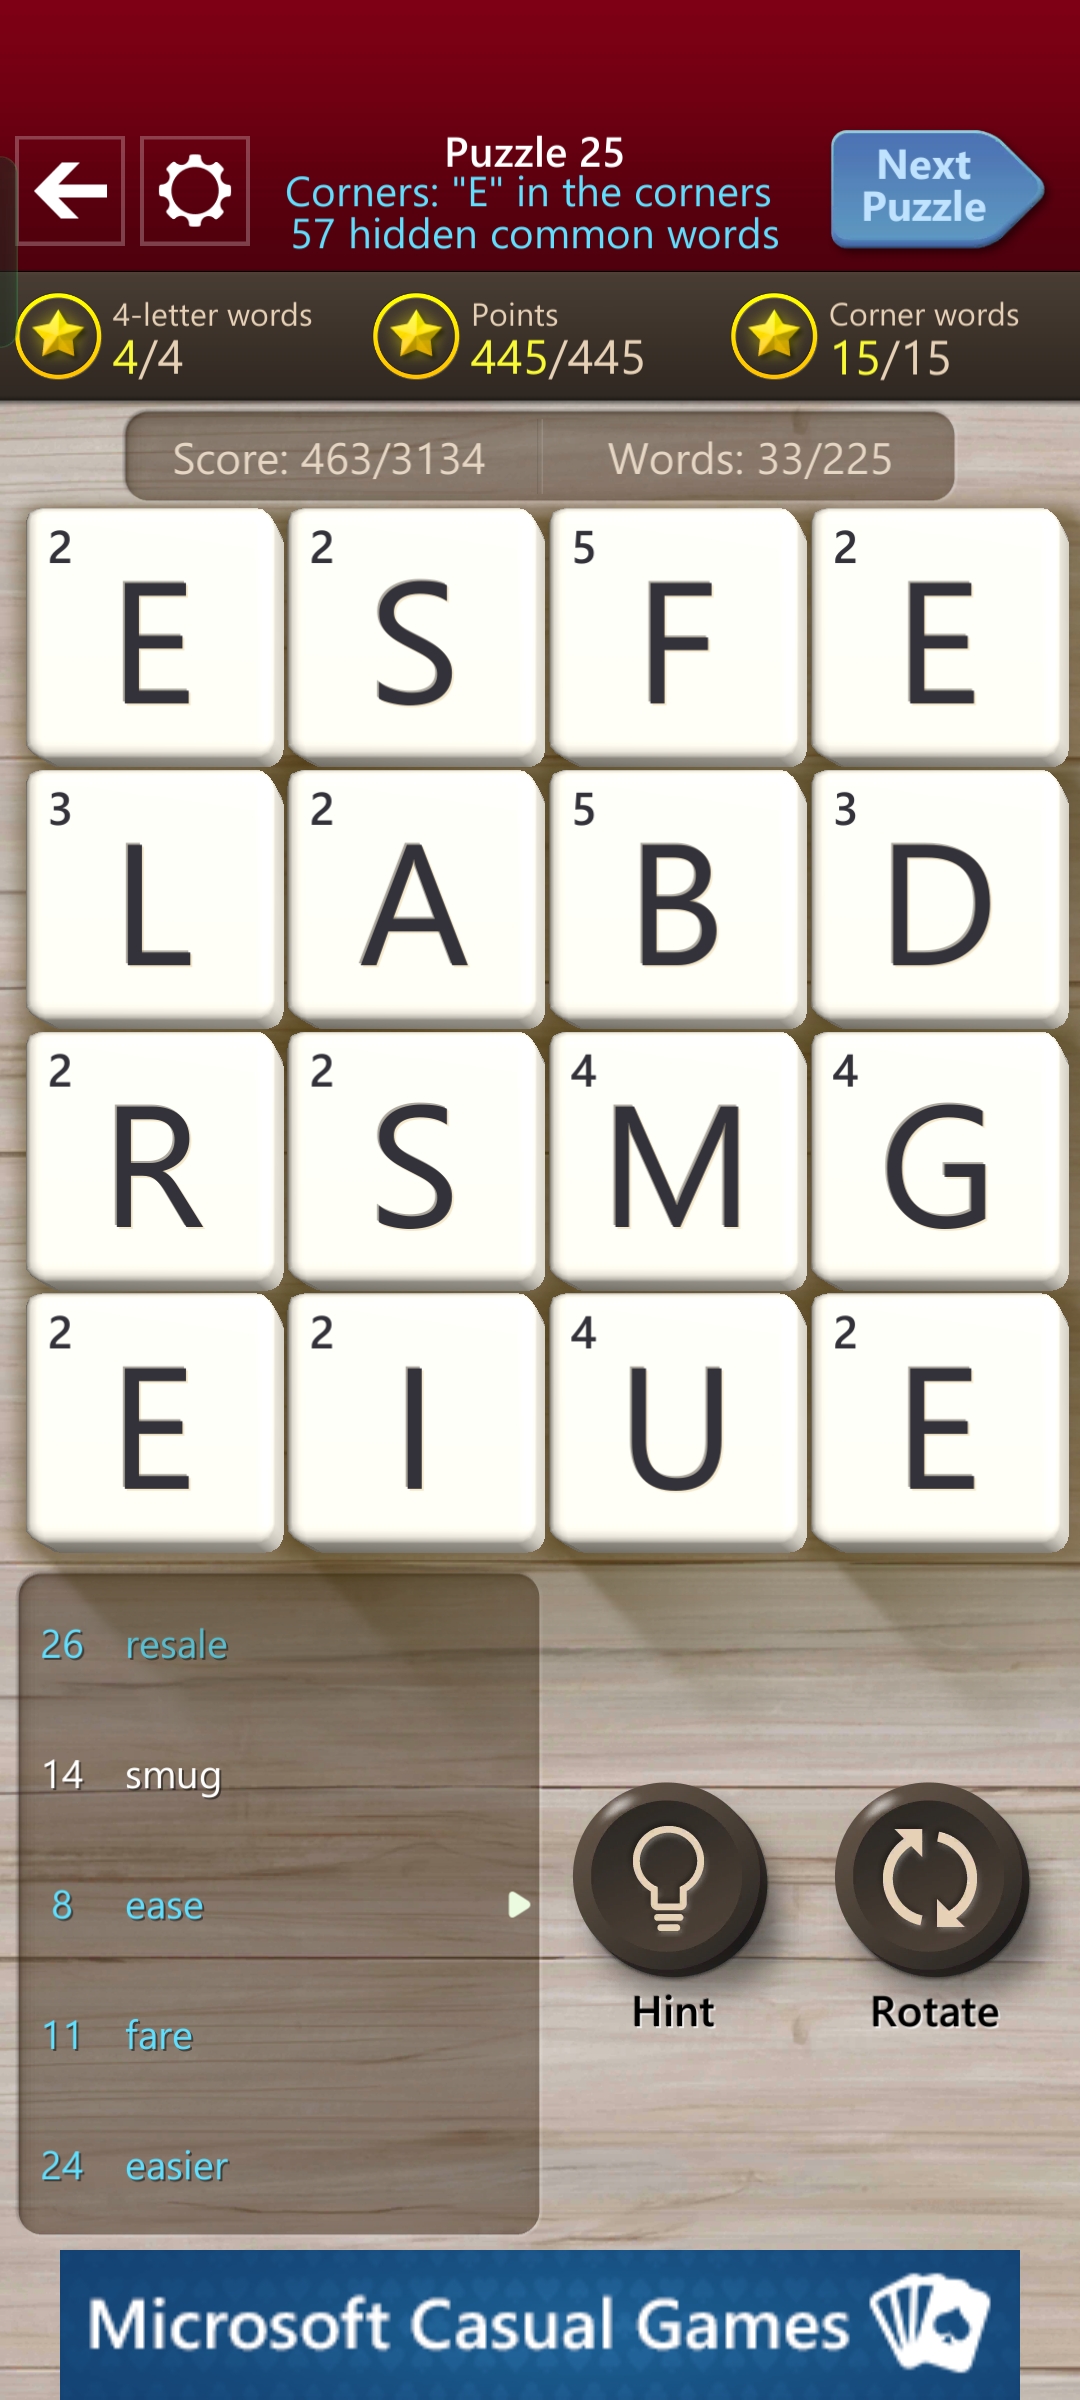 Puzzle 25
Corners: "E" in the corners
57 hidden common words
Next
Puzzle
4-letter words
4/4
Points
445/445
Corner words
15/15
Score: 463/3134
Words: 33/225
2 E 2 S 5 F 2 E
3 L 2 A 5 B 3 D
2 R 2 S 4 M 4 G
2 E 2 I 4 U 2 E
26 resale
14 smug
8 ease
11 fare
24 easier
Hint
Rotate
Microsoft Casual Games